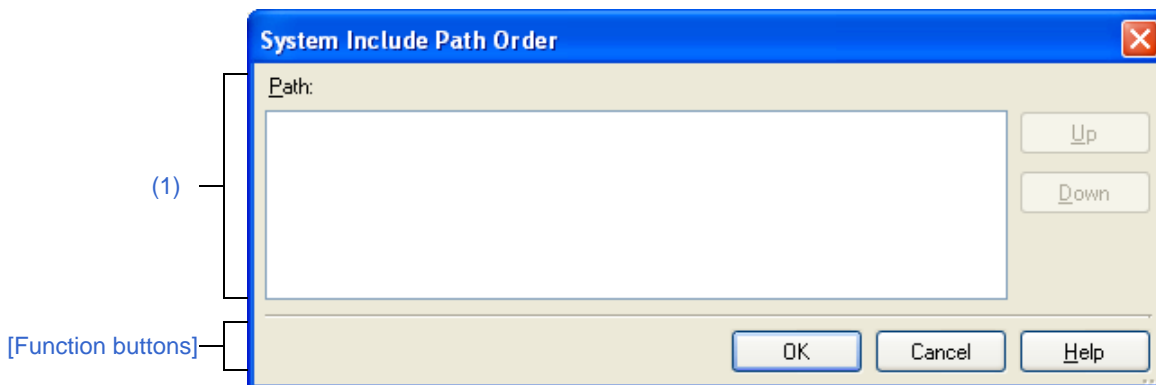 System Include Path Order
Path:
Up
(1)
Down
[Function buttons]
OK
Cancel
Help